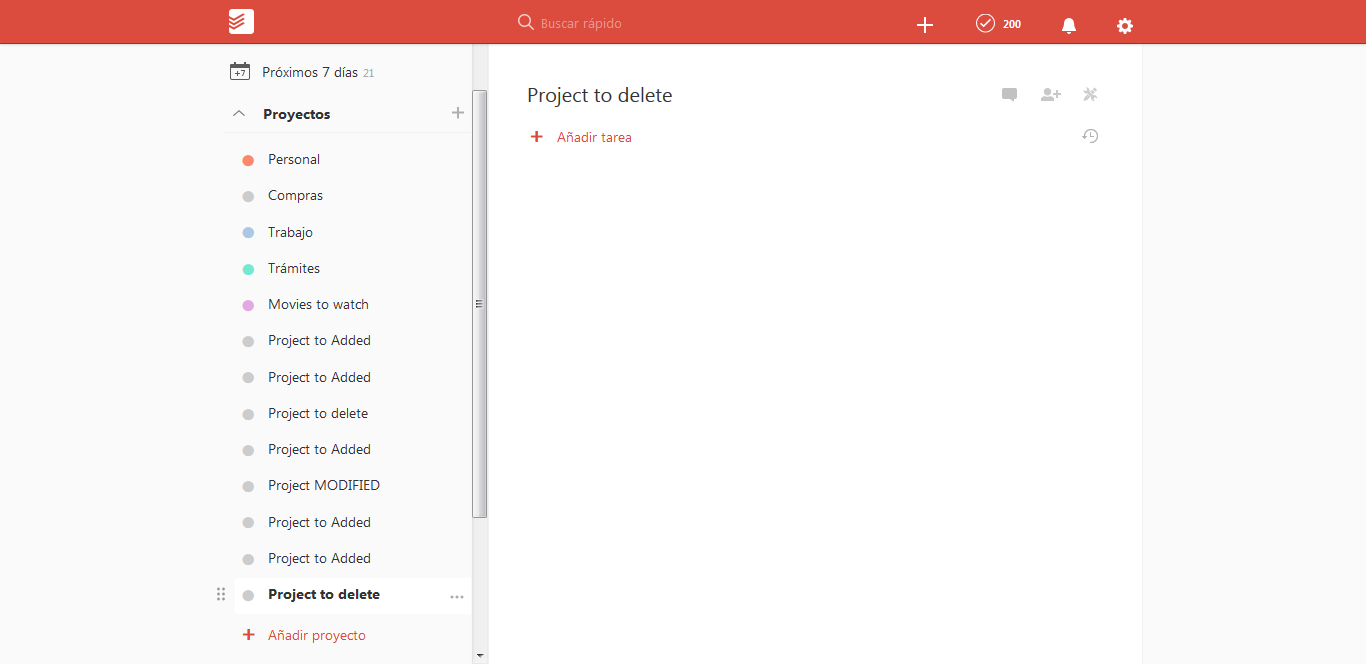 Buscar rápido
200
+7 Próximos 7 días 21
Proyectos
Personal
Compras
Trabajo
Trámites
Movies to watch
Project to Added
Project to Added
Project to delete
Project to Added
Project MODIFIED
Project to Added
Project to Added
Project to delete
Añadir proyecto
Project to delete
Añadir tarea